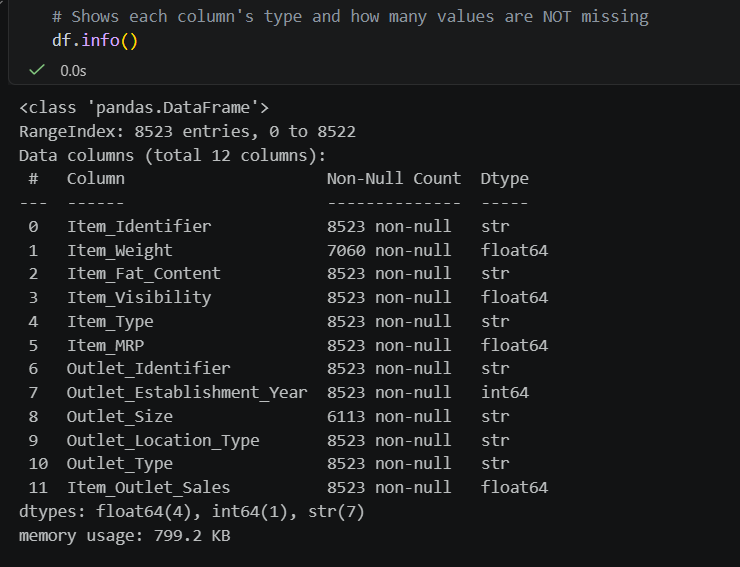 # Shows each column's type and how many values are NOT missing
df.info()
0.0s
<class 'pandas.DataFrame'>
RangeIndex: 8523 entries, 0 to 8522
Data columns (total 12 columns):
 #   Column                     Non-Null Count  Dtype
---  ------                     --------------  -----
 0   Item_Identifier            8523 non-null   str
 1   Item_Weight                7060 non-null   float64
 2   Item_Fat_Content           8523 non-null   str
 3   Item_Visibility            8523 non-null   float64
 4   Item_Type                  8523 non-null   str
 5   Item_MRP                   8523 non-null   float64
 6   Outlet_Identifier          8523 non-null   str
 7   Outlet_Establishment_Year  8523 non-null   int64
 8   Outlet_Size                6113 non-null   str
 9   Outlet_Location_Type       8523 non-null   str
 10  Outlet_Type                8523 non-null   str
 11  Item_Outlet_Sales          8523 non-null   float64
dtypes: float64(4), int64(1), str(7)
memory usage: 799.2 KB